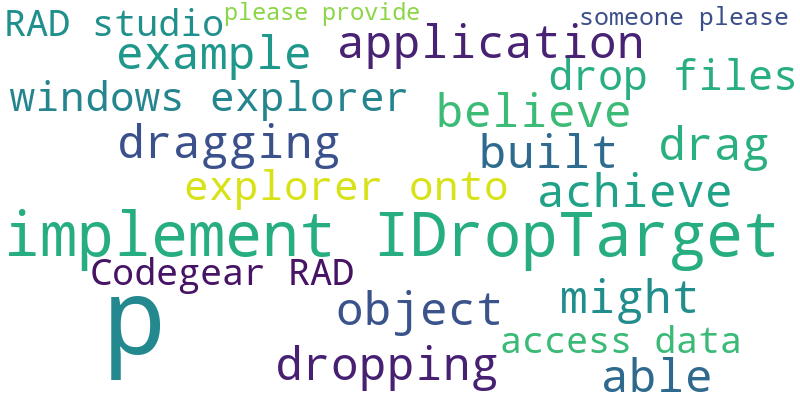 RAD studio please provide someone please
example application
windows explorer believe drop files
dragging built drag
explorer onto achieve
implement IDropTarget
Codegear RAD
p object might
dropping access data
able